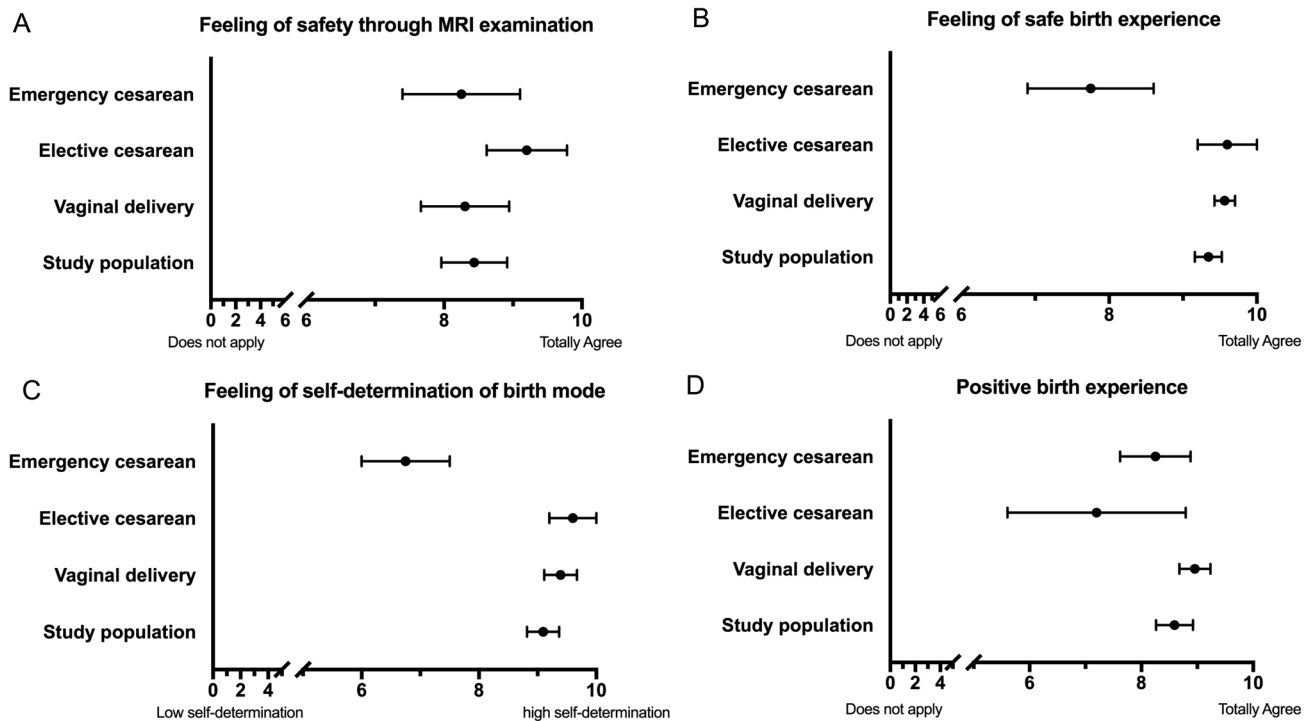 A
Feeling of safety through MRI examination
Emergency cesarean
Elective cesarean
Vaginal delivery
Study population
0 2 4 6 6 8 10
Does not apply Totally Agree
B
Feeling of safe birth experience
Emergency cesarean
Elective cesarean
Vaginal delivery
Study population
0 2 4 6 6 8 10
Does not apply Totally Agree
C
Feeling of self-determination of birth mode
Emergency cesarean
Elective cesarean
Vaginal delivery
Study population
0 2 4 6 8 10
Low self-determination high self-determination
D
Positive birth experience
Emergency cesarean
Elective cesarean
Vaginal delivery
Study population
0 2 4 6 8 10
Does not apply Totally Agree